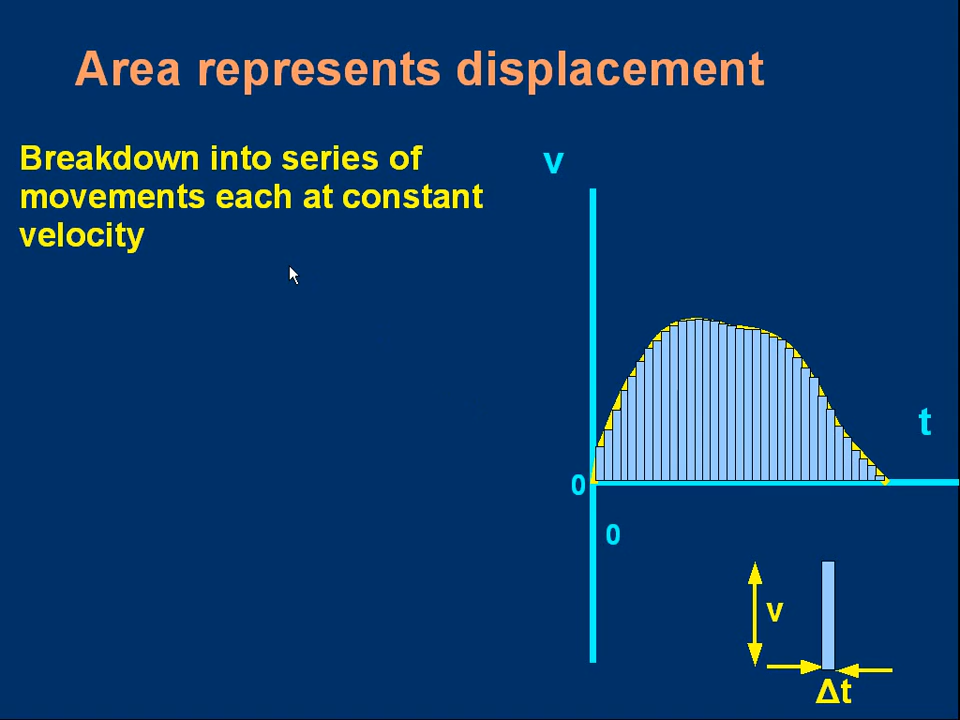 Area represents displacement
Breakdown into series of
movements each at constant
velocity
v
t
0
0
v
Δt